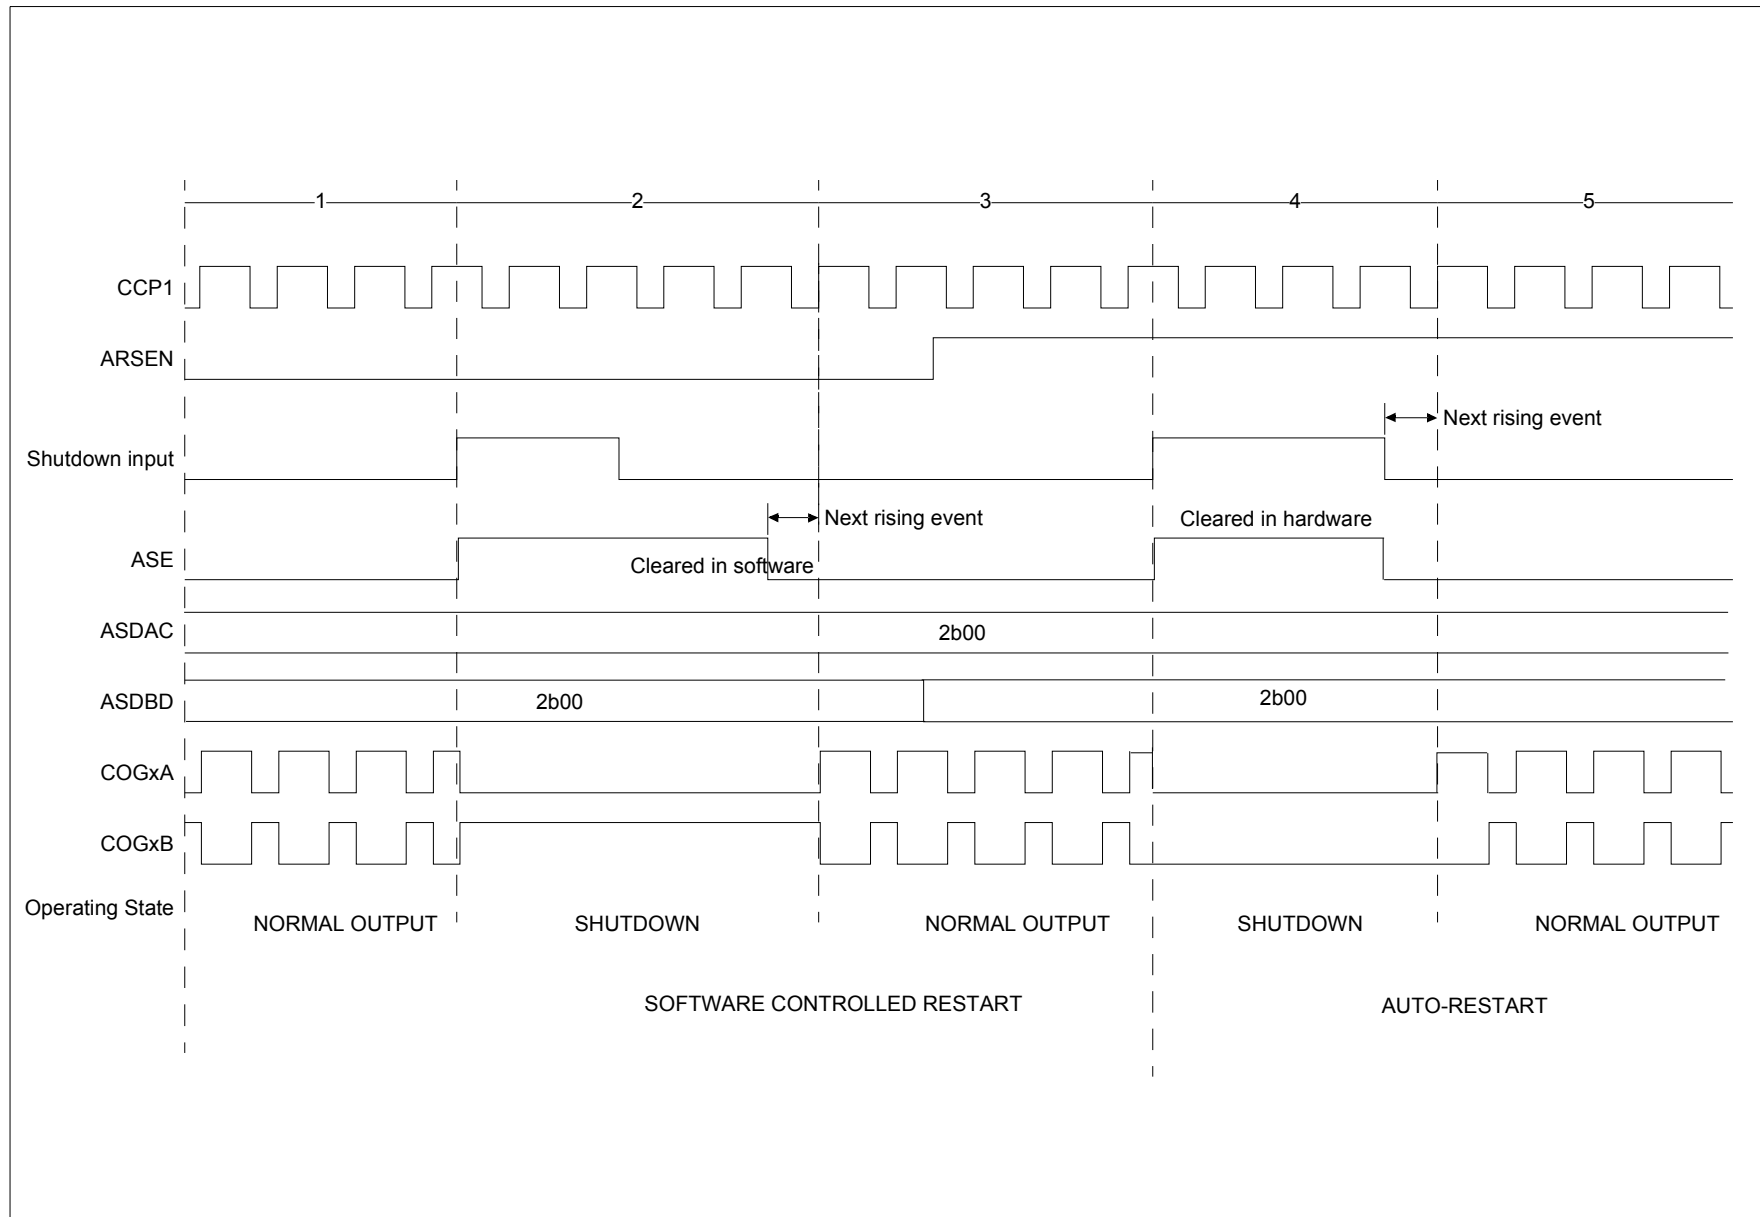 1 2 3 4 5
CCP1
ARSEN
Next rising event
Shutdown input
Next rising event Cleared in hardware
ASE
Cleared in software
ASDAC 2b00
ASDBD 2b00 2b00
COGxA
COGxB
Operating State
NORMAL OUTPUT SHUTDOWN NORMAL OUTPUT SHUTDOWN NORMAL OUTPUT
SOFTWARE CONTROLLED RESTART AUTO-RESTART